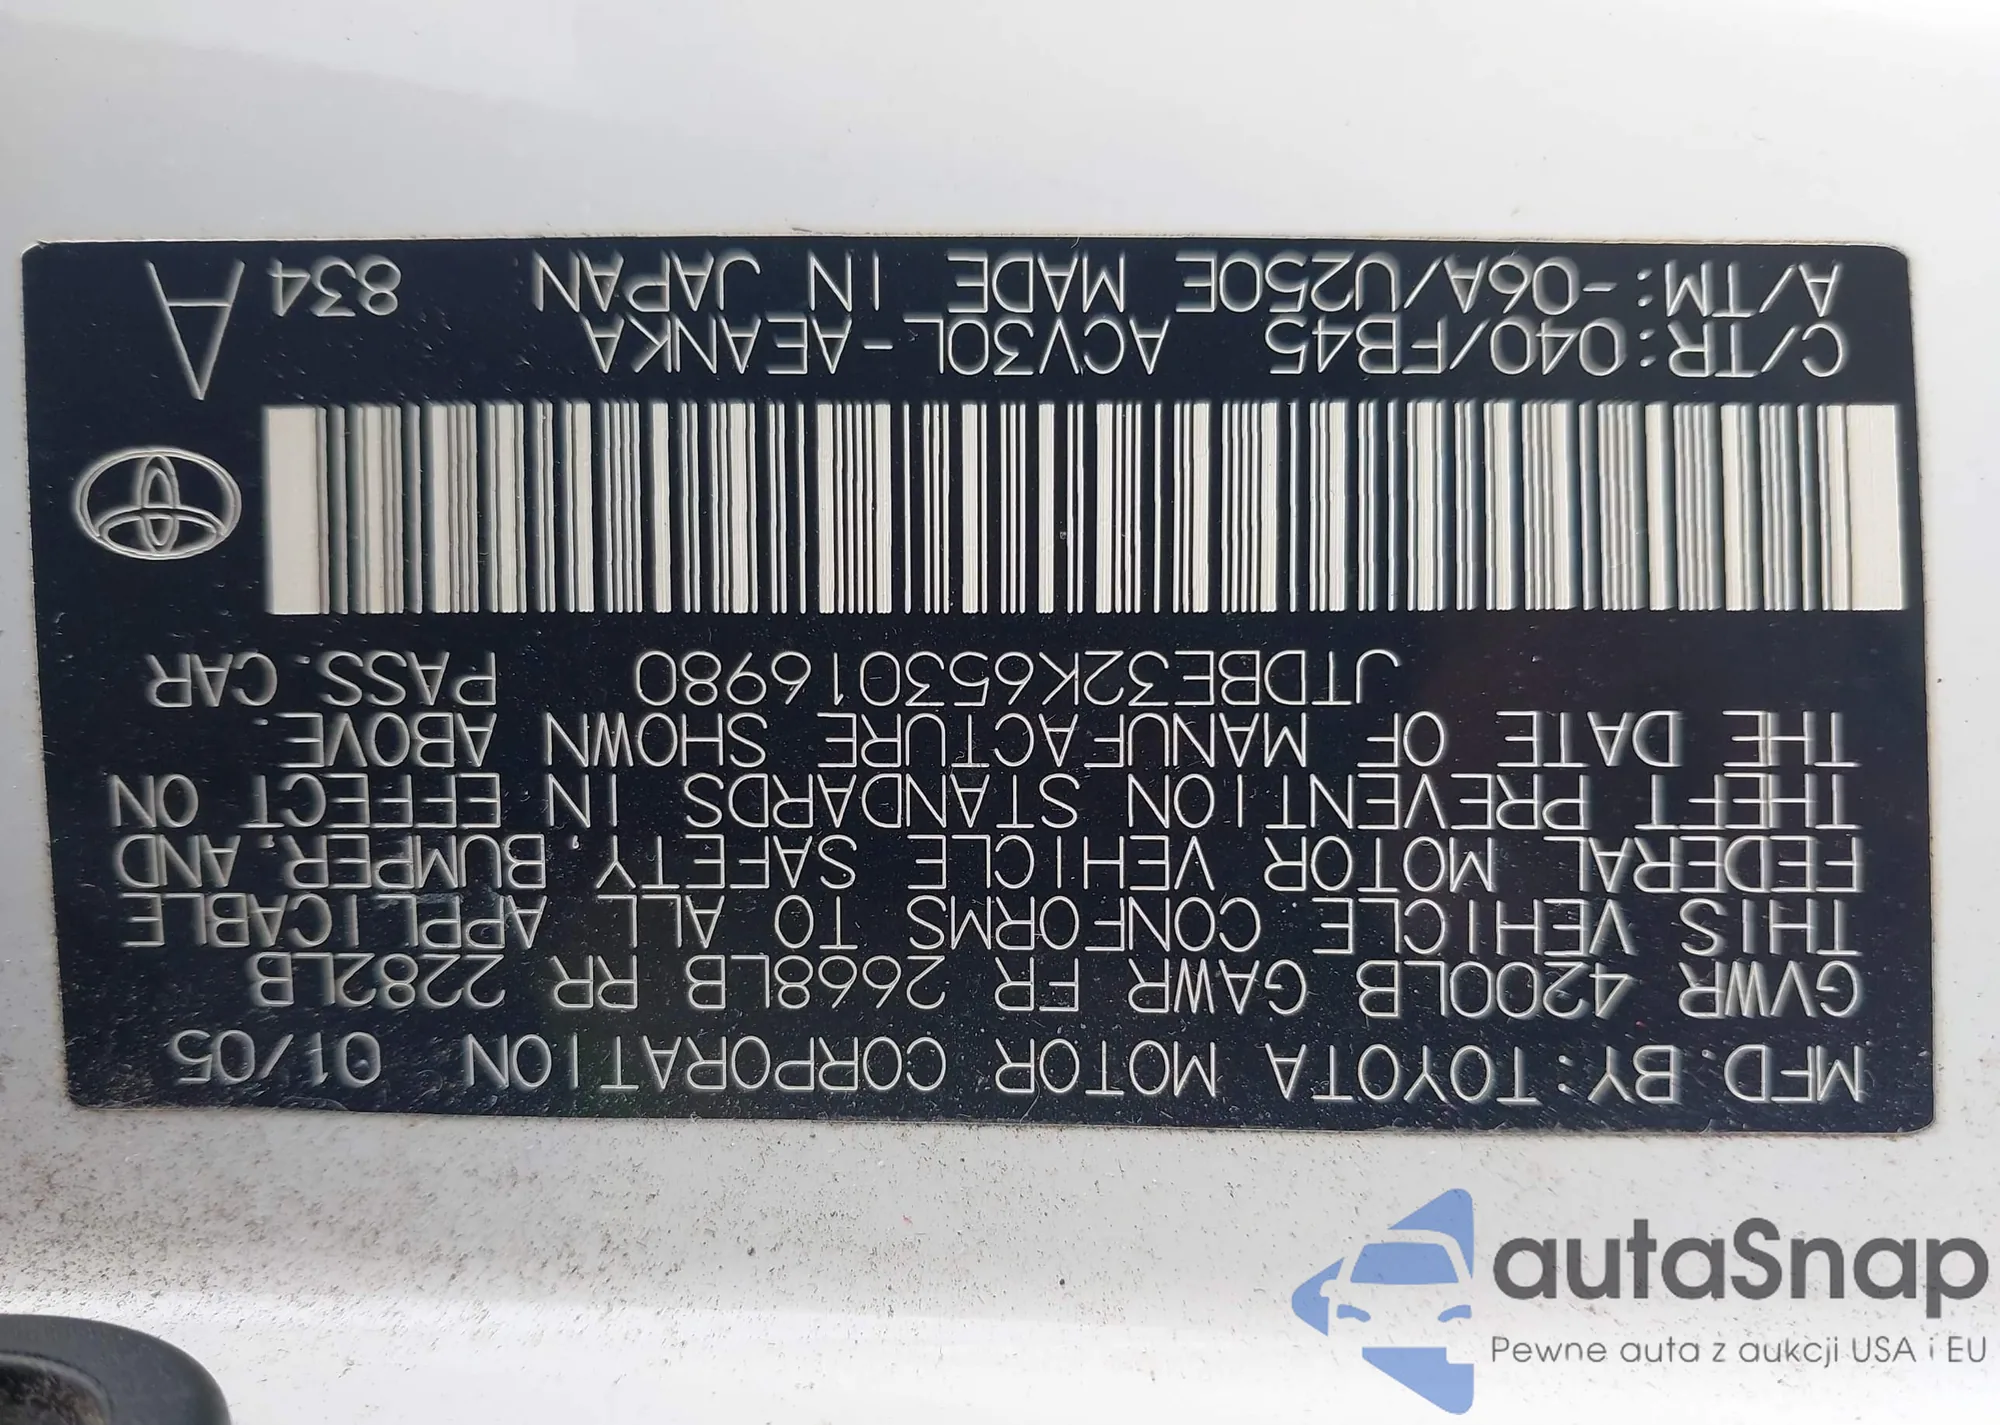 MFD. BY: TOYOTA MOTOR CORPORATION 01/05
GVWR 4200LB GAWR FR 2668LB RR 2282LB
THIS VEHICLE CONFORMS TO ALL APPLICABLE
FEDERAL MOTOR VEHICLE SAFETY, BUMPER, AND
THEFT PREVENTION STANDARDS IN EFFECT ON
THE DATE OF MANUFACTURE SHOWN ABOVE.
JTDBE32K653016980 PASS. CAR
C/TR: 040/FB45 ACV30L-AEANKA A
A/TM: -06A/U250E MADE IN JAPAN 834
autaSnap
Pewne auta z aukcji USA i EU